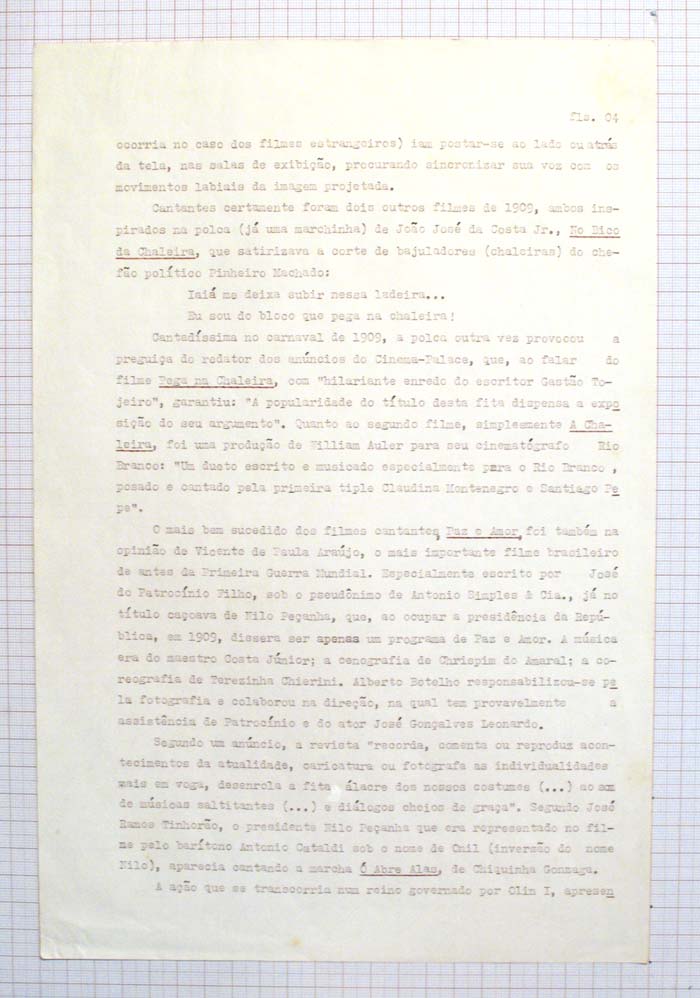 fls. 04
ocorria no caso dos filmes estrangeiros) iam postar-se ao lado ou atrás
da tela, nas salas de exibição, procurando sincronizar sua voz com os
movimentos labiais da imagem projetada.
Cantantes certamente foram dois outros filmes de 1909, ambos ins-
pirados na polca (já uma marchinha) de João José da Costa Jr., No Bico
da Chaleira, que satirizava a corte de bajuladores (chaleiras) do che-
fão político Pinheiro Machado:
Iaiá me deixa subir nessa ladeira...
Eu sou do bloco que pega na chaleira!
Cantadíssima no carnaval de 1909, a polca outra vez provocou a
preguiça do redator dos anúncios do Cinema-Palace, que, ao falar do
filme Pega na Chaleira, com "hilariante enredo do escritor Gastão To-
jeiro", garantiu: "A popularidade do título desta fita dispensa a expo
sição do seu argumento". Quanto ao segundo filme, simplesmente A Cha-
leira, foi uma produção de William Auler para seu cinematógrafo Rio
Branco: "Um dueto escrito e musicado especialmente para o Rio Branco ,
posado e cantado pela primeira tiple Claudina Montenegro e Santiago Pe
pe".
O mais bem sucedido dos filmes cantantes, Paz e Amor, foi também na
opinião de Vicente de Paula Araújo, o mais importante filme brasileiro
de antes da Primeira Guerra Mundial. Especialmente escrito por José
do Patrocínio Filho, sob o pseudônimo de Antonio Simples & Cia., já no
título caçoava de Nilo Peçanha, que, ao ocupar a presidência da Repú-
blica, em 1909, dissera ser apenas um programa de Paz e Amor. A música
era do maestro Costa Júnior; a cenografia de Chrispim do Amaral; a co-
reografia de Terezinha Chierini. Alberto Botelho responsabilizou-se pe
la fotografia e colaborou na direção, na qual tem provavelmente a
assistência de Patrocínio e do ator José Gonçalves Leonardo.
Segundo um anúncio, a revista "recorda, comenta ou reproduz acon-
tecimentos da atualidade, caricatura ou fotografa as individualidades
mais em voga, desenrola a fita álacre dos nossos costumes (...) ao som
de músicas saltitantes (...) e diálogos cheios de graça". Segundo José
Ramos Tinhorão, o presidente Nilo Peçanha que era representado no fil-
me pelo barítono Antonio Cataldi sob o nome de Onil (inversão do nome
Nilo), aparecia cantando a marcha Ó Abre Alas, de Chiquinha Gonzaga.
A ação que se transcorria num reino governado por Olin I, apresen